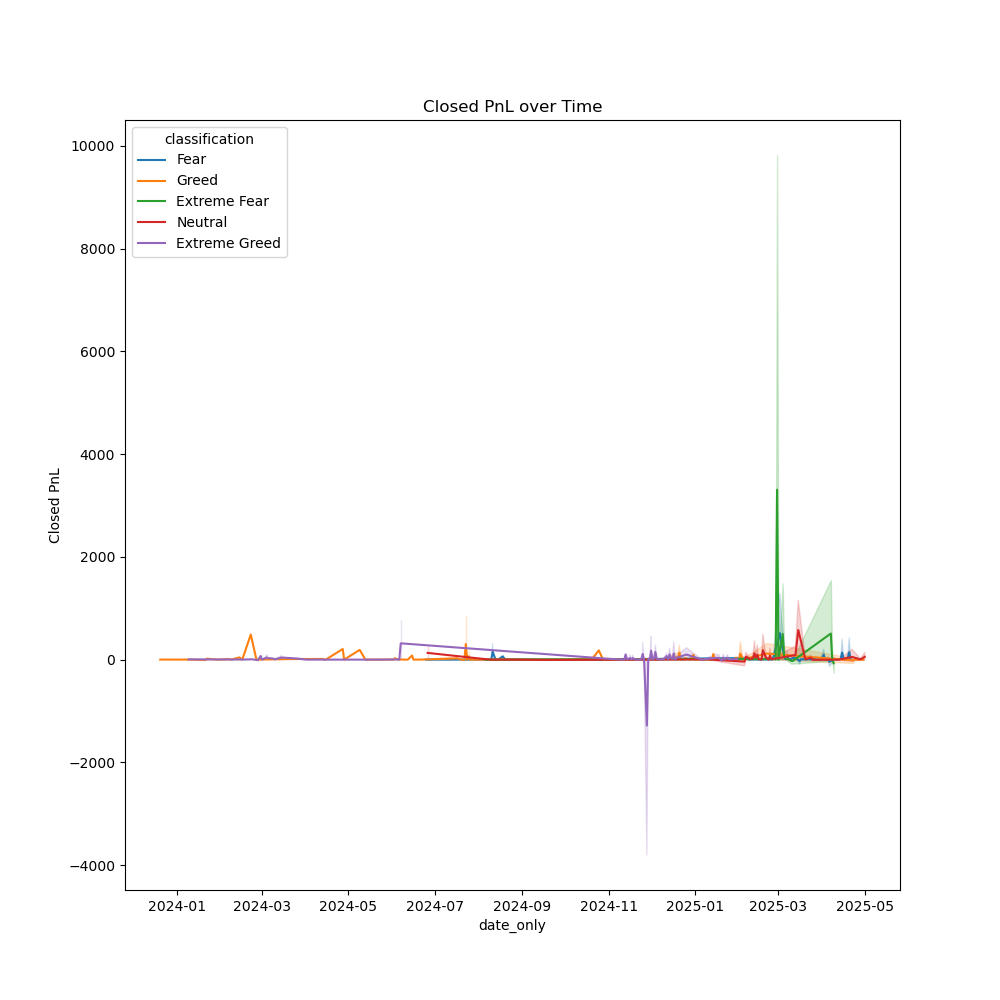 Closed PnL over Time
classification
Fear
Greed
Extreme Fear
Neutral
Extreme Greed
10000
8000
6000
4000
2000
0
−2000
−4000
Closed PnL
2024-01 2024-03 2024-05 2024-07 2024-09 2024-11 2025-01 2025-03 2025-05
date_only